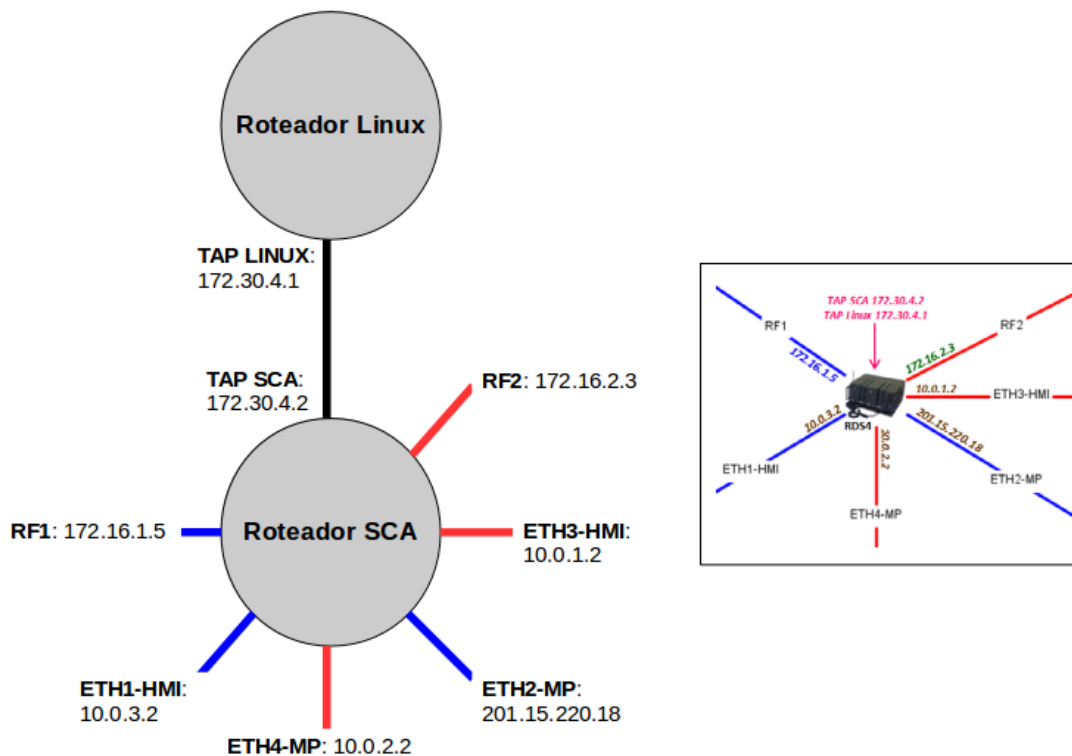 Roteador Linux
TAP LINUX:
172.30.4.1
TAP SCA:
172.30.4.2
RF2: 172.16.2.3
RF1: 172.16.1.5
Roteador SCA
ETH3-HMI:
10.0.1.2
ETH1-HMI:
10.0.3.2
ETH2-MP:
201.15.220.18
ETH4-MP: 10.0.2.2
TAP SCA 172.30.4.2
TAP Linux 172.30.4.1
RF1
RF2
172.16.1.5
172.16.2.3
10.0.1.2
ETH3-HMI
10.0.3.2
RDS4
201.15.220.18
30.0.2.2
ETH1-HMI
ETH2-MP
ETH4-MP